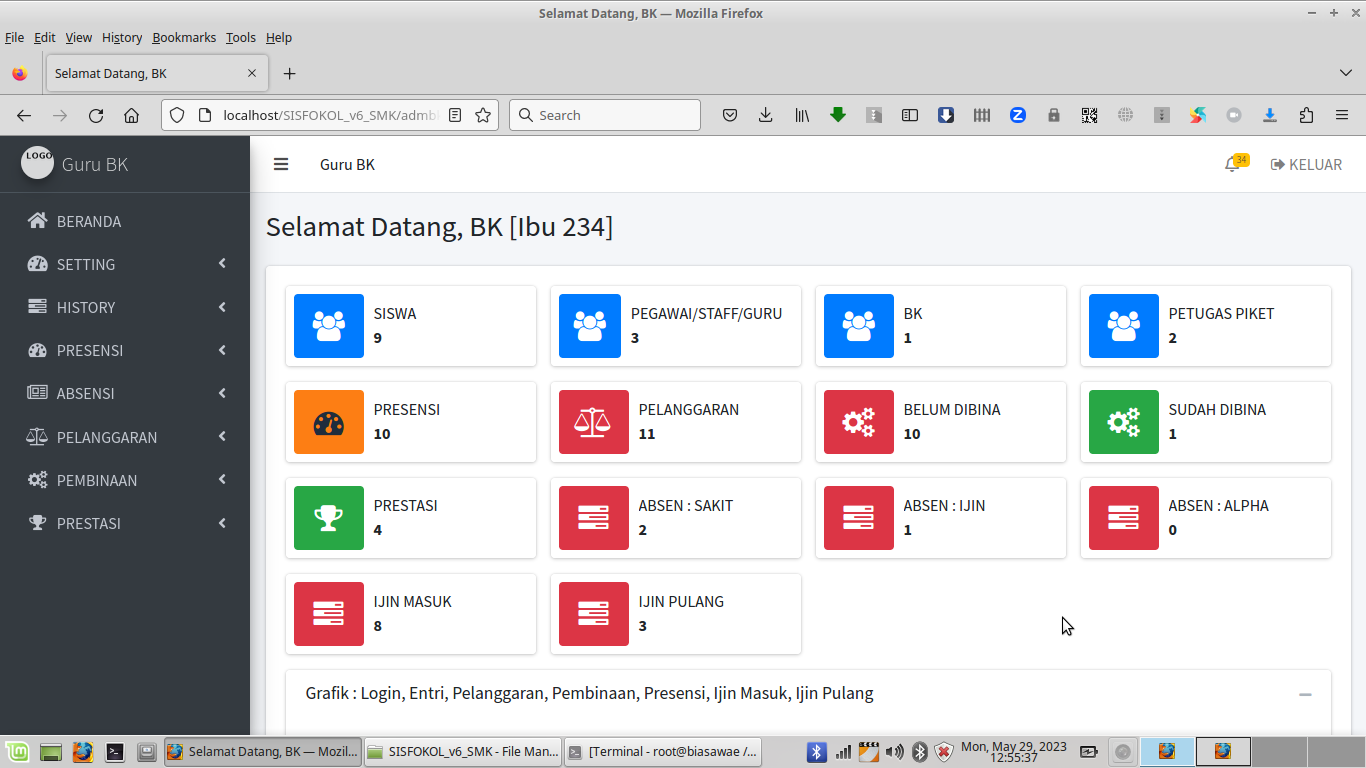 Selamat Datang, BK — Mozilla Firefox
File Edit View History Bookmarks Tools Help
Selamat Datang, BK
localhost/SISFOKOL_v6_SMK/admb
Search
LOGO
Guru BK
Guru BK
34
KELUAR
BERANDA
SETTING
HISTORY
PRESENSI
ABSENSI
PELANGGARAN
PEMBINAAN
PRESTASI
Selamat Datang, BK [Ibu 234]
SISWA
9
PEGAWAI/STAFF/GURU
3
BK
1
PETUGAS PIKET
2
PRESENSI
10
PELANGGARAN
11
BELUM DIBINA
10
SUDAH DIBINA
1
PRESTASI
4
ABSEN : SAKIT
2
ABSEN : IJIN
1
ABSEN : ALPHA
0
IJIN MASUK
8
IJIN PULANG
3
Grafik : Login, Entri, Pelanggaran, Pembinaan, Presensi, Ijin Masuk, Ijin Pulang
Selamat Datang, BK — Mozil...
SISFOKOL_v6_SMK - File Man...
[Terminal - root@biasawae /...
Mon, May 29, 2023
12:55:37